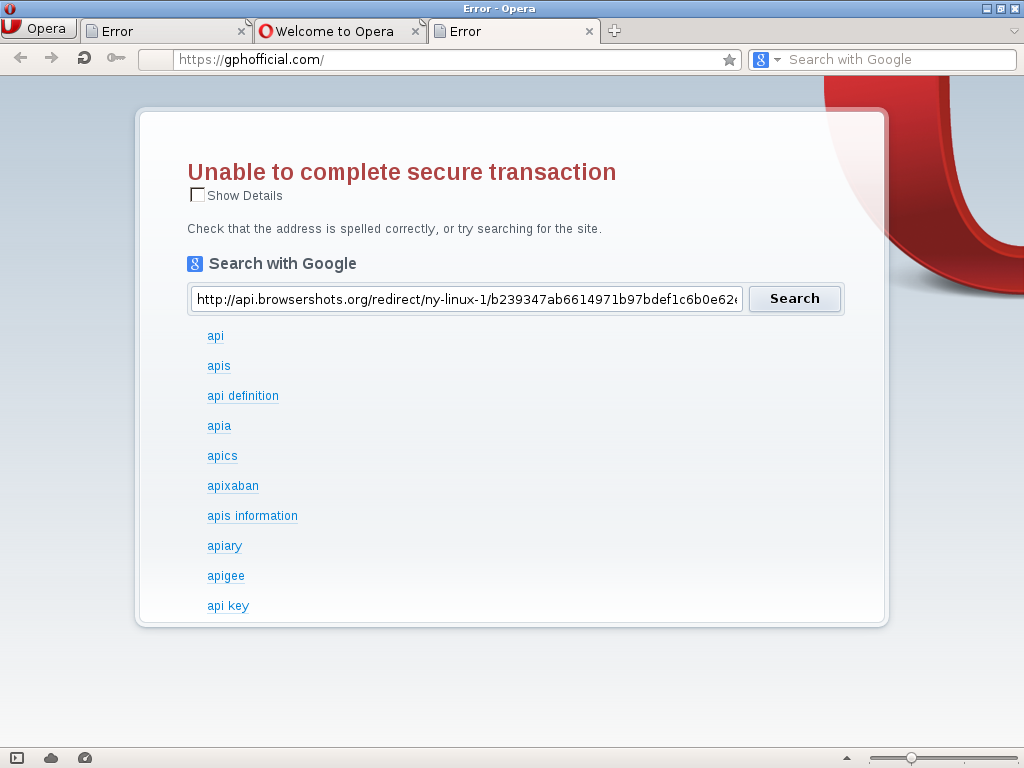 Error - Opera
Opera
Error
Welcome to Opera
Error
https://gphofficial.com/
Search with Google
Unable to complete secure transaction
Show Details
Check that the address is spelled correctly, or try searching for the site.
Search with Google
http://api.browsershots.org/redirect/ny-linux-1/b239347ab6614971b97bdef1c6b0e62e
Search
api
apis
api definition
apia
apics
apixaban
apis information
apiary
apigee
api key